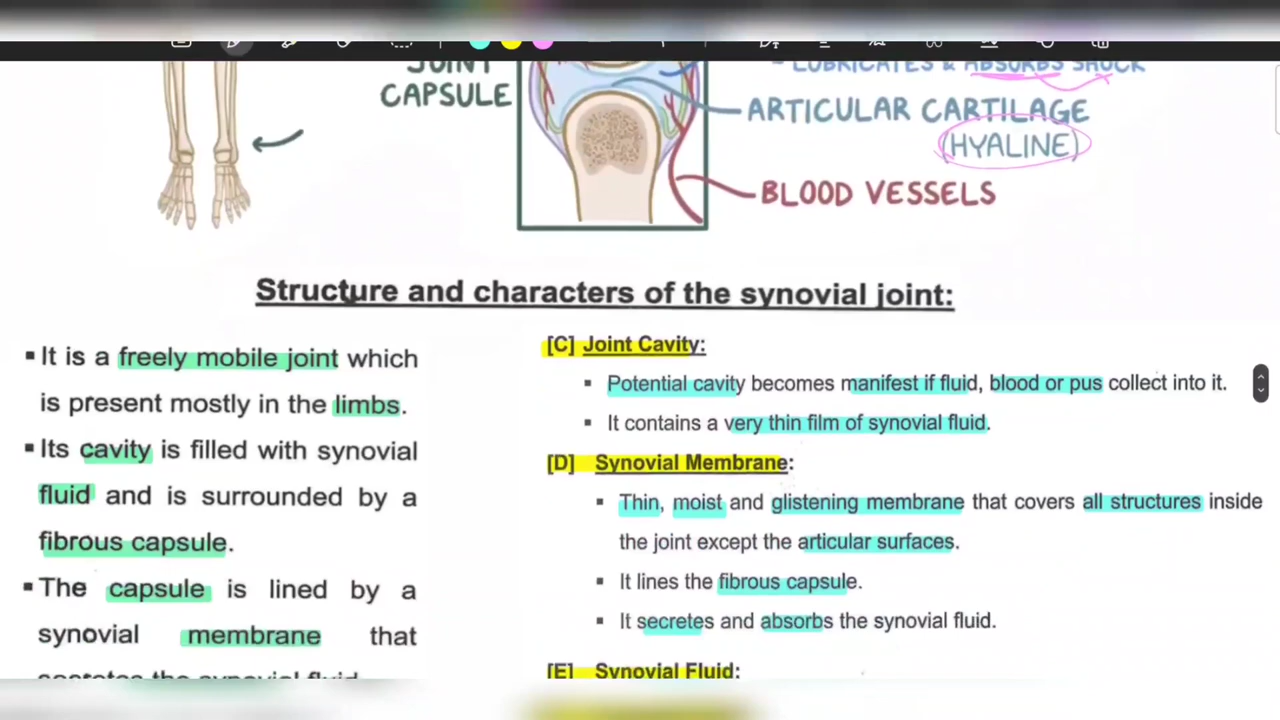 JOINT
CAPSULE
- LUBRICATES & ABSORBS SHOCK
ARTICULAR CARTILAGE
(HYALINE)
BLOOD VESSELS
Structure and characters of the synovial joint:
▪ It is a freely mobile joint which
is present mostly in the limbs.
▪ Its cavity is filled with synovial
fluid and is surrounded by a
fibrous capsule.
▪ The capsule is lined by a
synovial membrane that
secretes the synovial fluid.
[C] Joint Cavity:
▪ Potential cavity becomes manifest if fluid, blood or pus collect into it.
▪ It contains a very thin film of synovial fluid.
[D] Synovial Membrane:
▪ Thin, moist and glistening membrane that covers all structures inside
the joint except the articular surfaces.
▪ It lines the fibrous capsule.
▪ It secretes and absorbs the synovial fluid.
[E] Synovial Fluid: